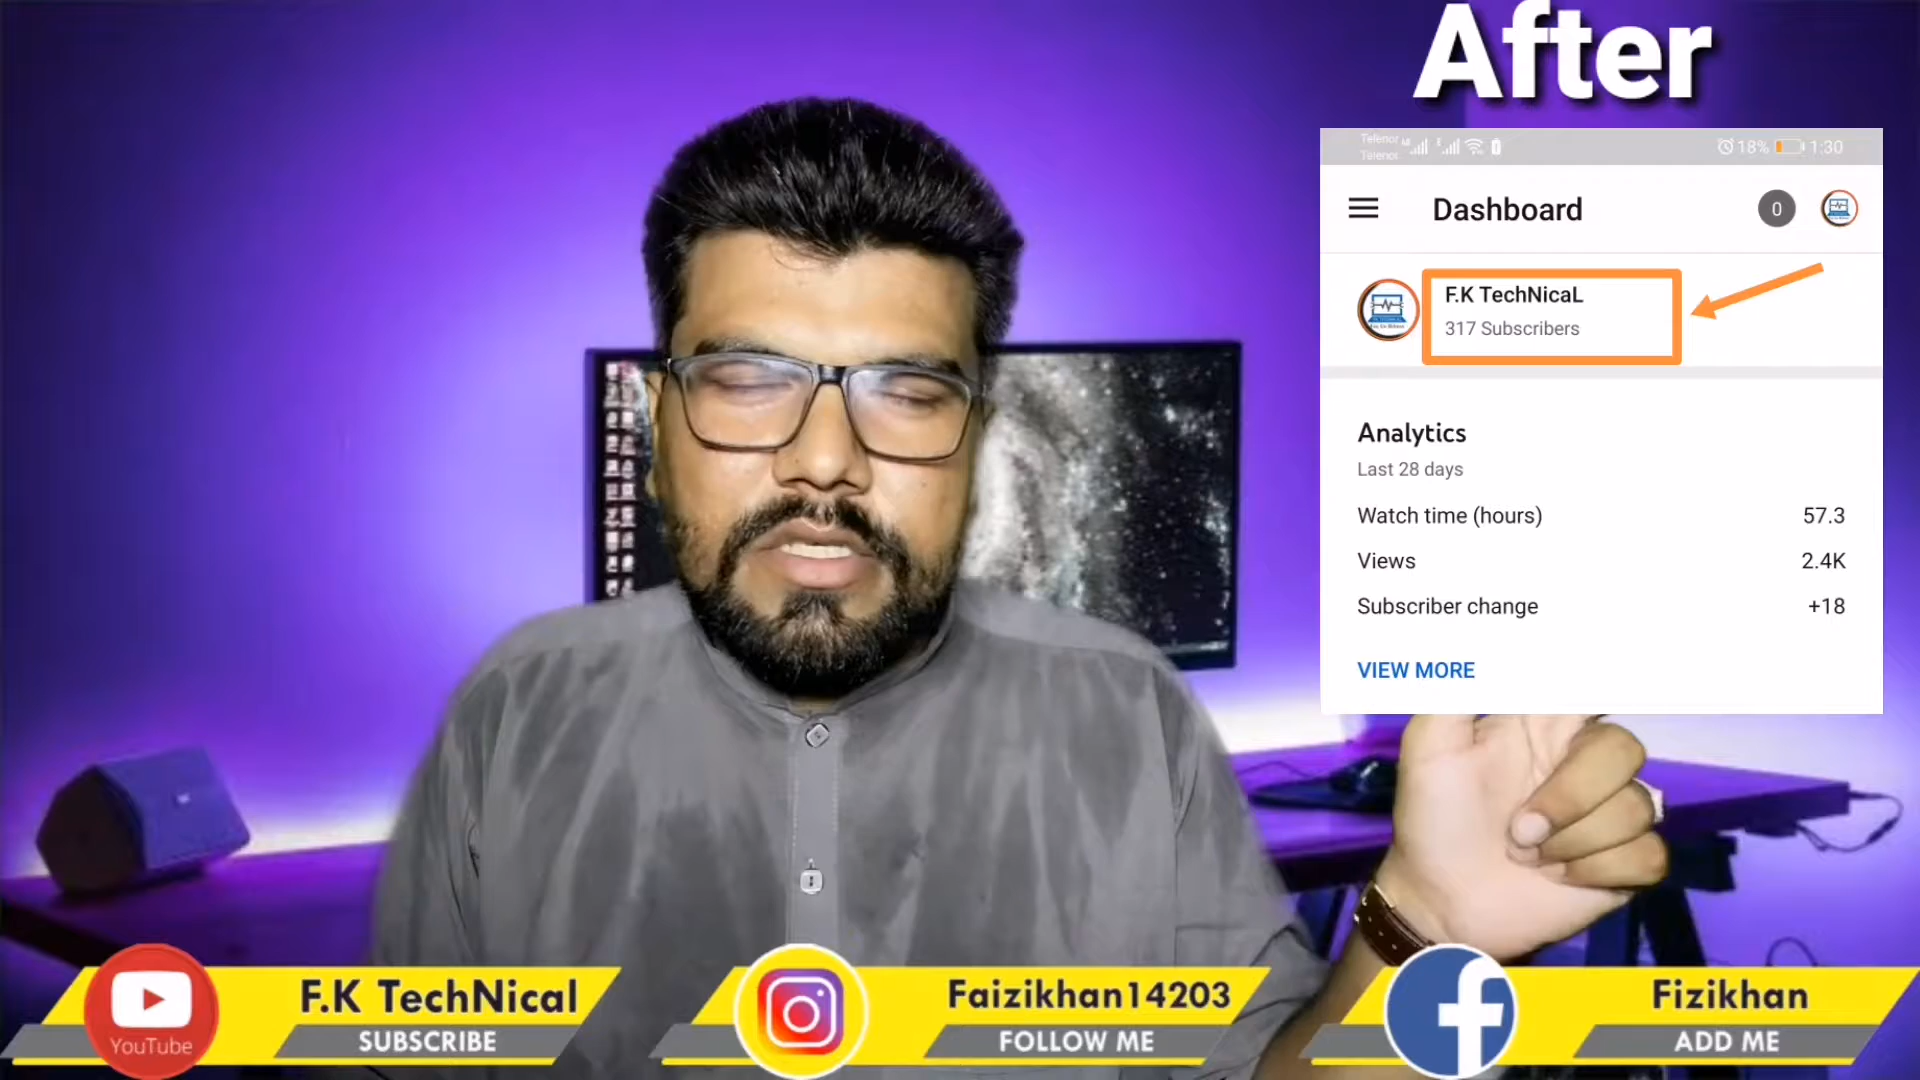 After
Telenor
Telenor
18% 1:30
Dashboard
0
F.K TechNicaL
317 Subscribers
Analytics
Last 28 days
Watch time (hours) 57.3
Views 2.4K
Subscriber change +18
VIEW MORE
F.K TechNical
SUBSCRIBE
YouTube
Faizikhan14203
FOLLOW ME
Fizikhan
ADD ME